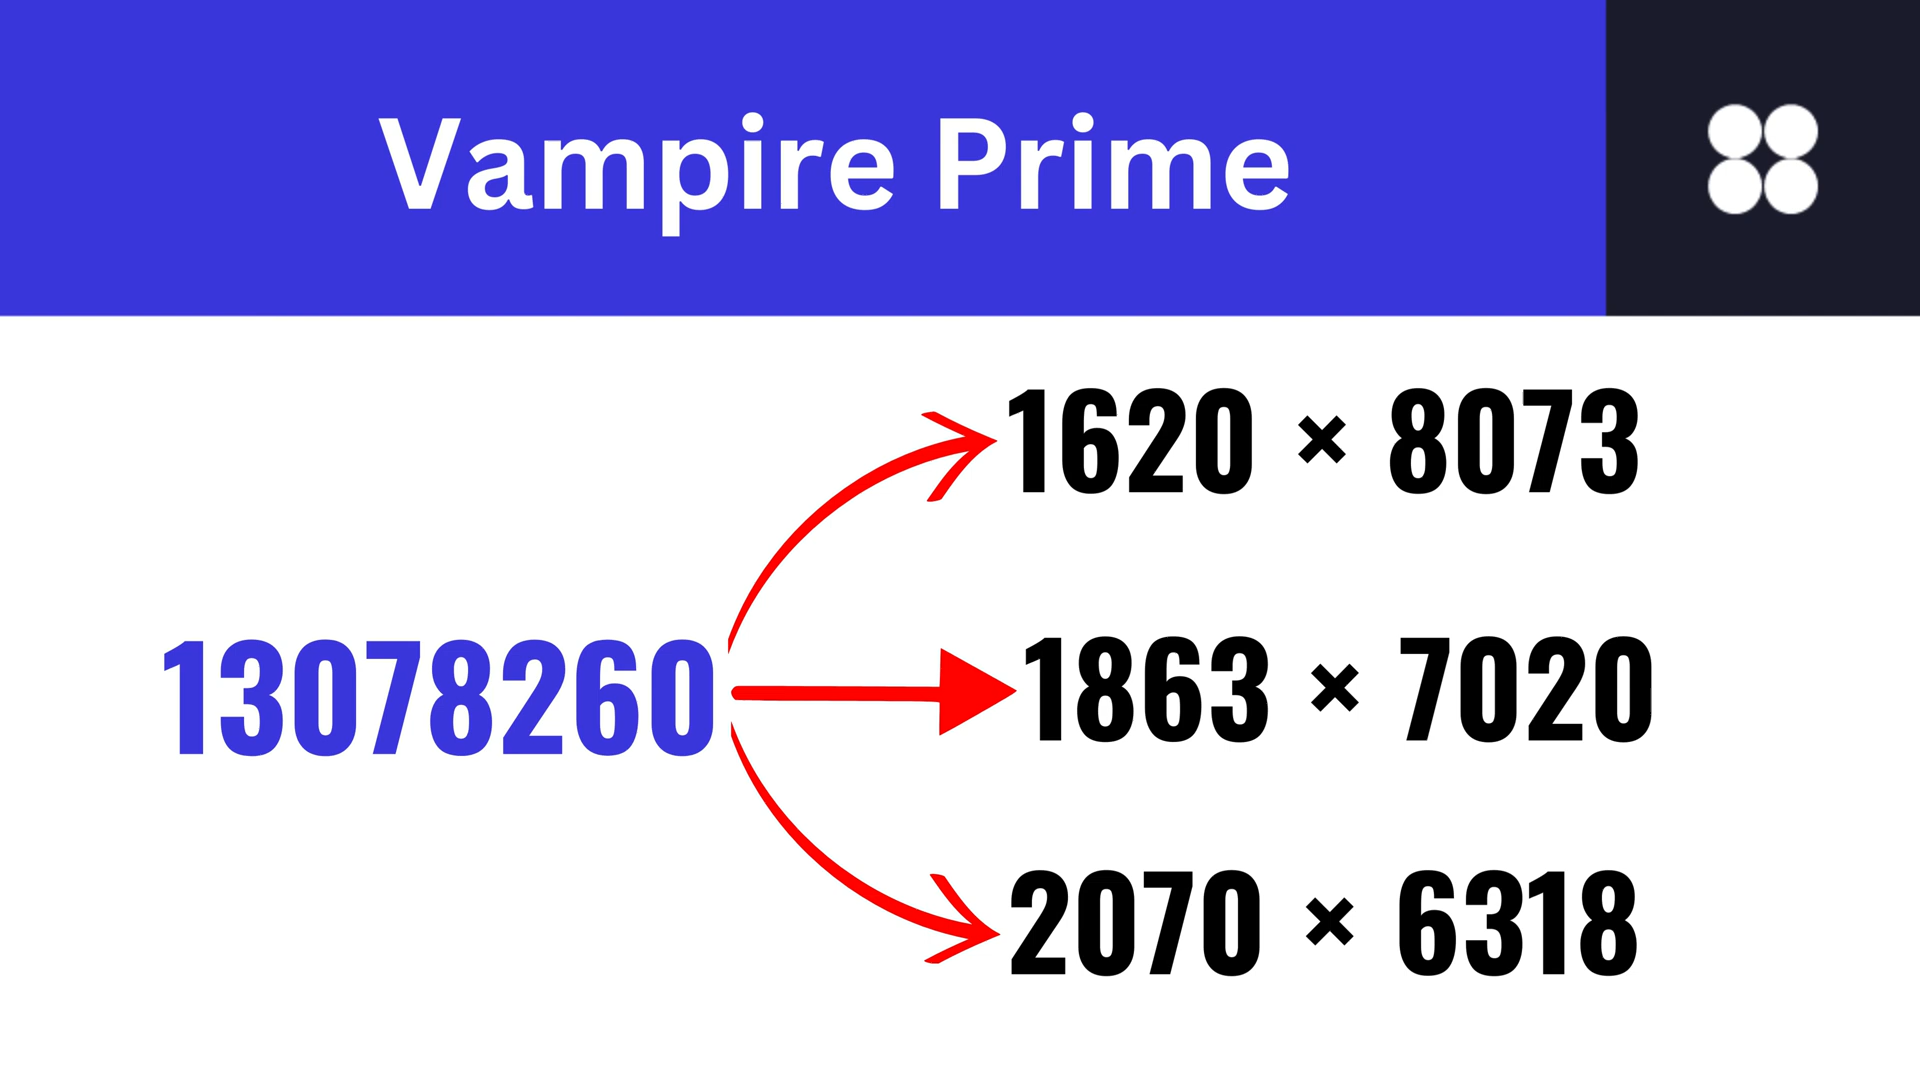 Vampire Prime
1620 × 8073
13078260
1863 × 7020
2070 × 6318